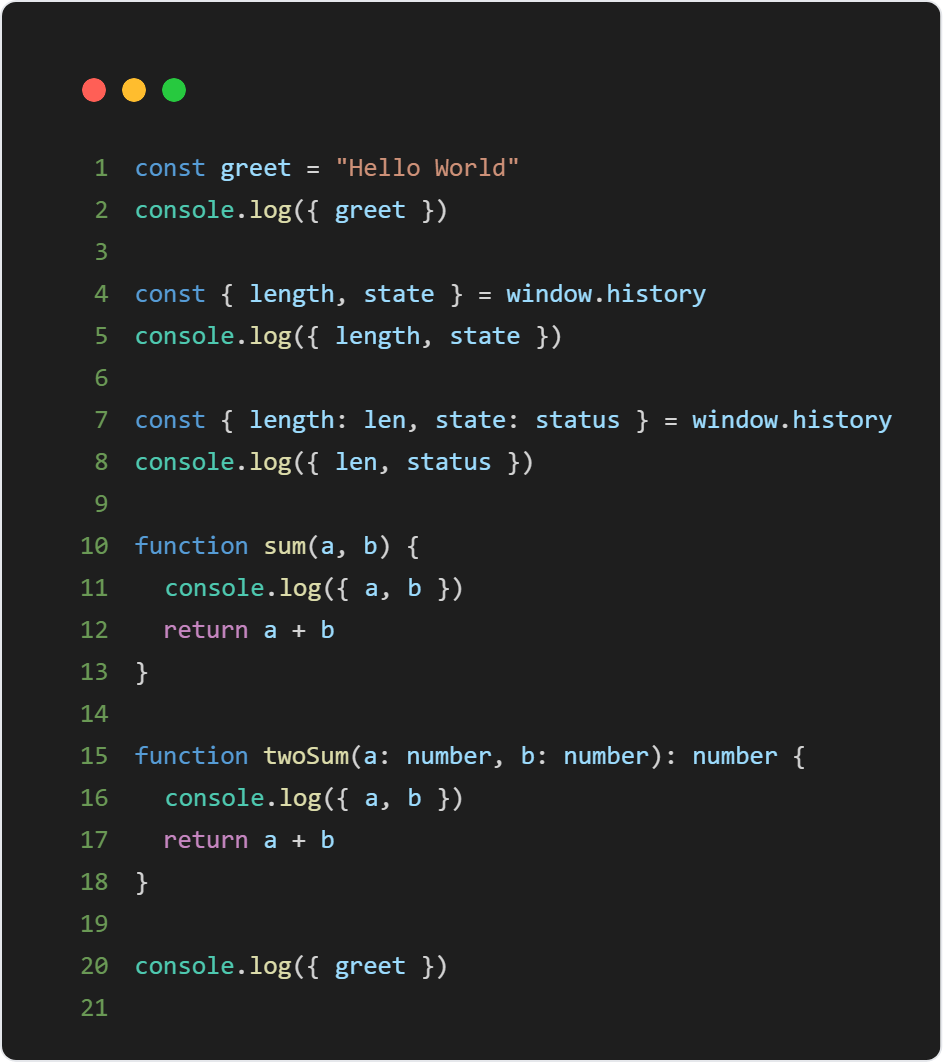 1 const greet = "Hello World"
2 console.log({ greet })
3
4 const { length, state } = window.history
5 console.log({ length, state })
6
7 const { length: len, state: status } = window.history
8 console.log({ len, status })
9
10 function sum(a, b) {
11   console.log({ a, b })
12   return a + b
13 }
14
15 function twoSum(a: number, b: number): number {
16   console.log({ a, b })
17   return a + b
18 }
19
20 console.log({ greet })
21